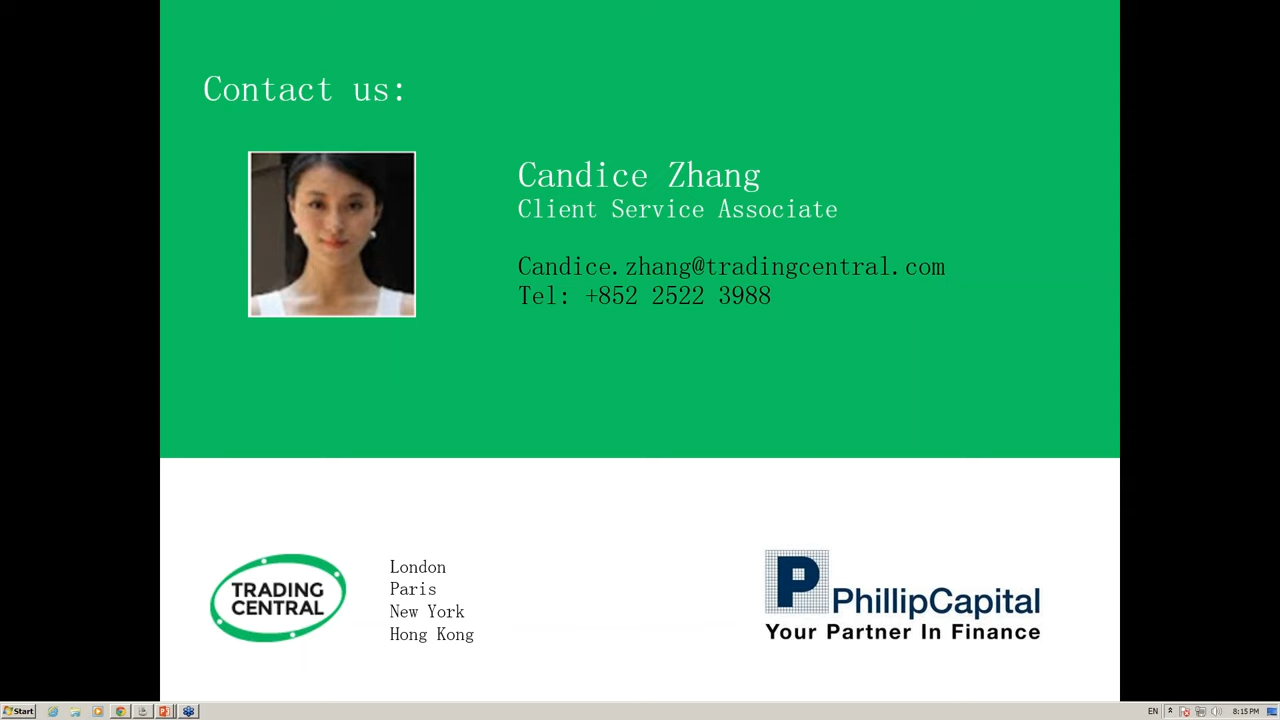 Contact us:
Candice Zhang
Client Service Associate
Candice.zhang@tradingcentral.com
Tel: +852 2522 3988
TRADING
CENTRAL
London
Paris
New York
Hong Kong
P
PhillipCapital
Your Partner In Finance
Start
EN
8:15 PM